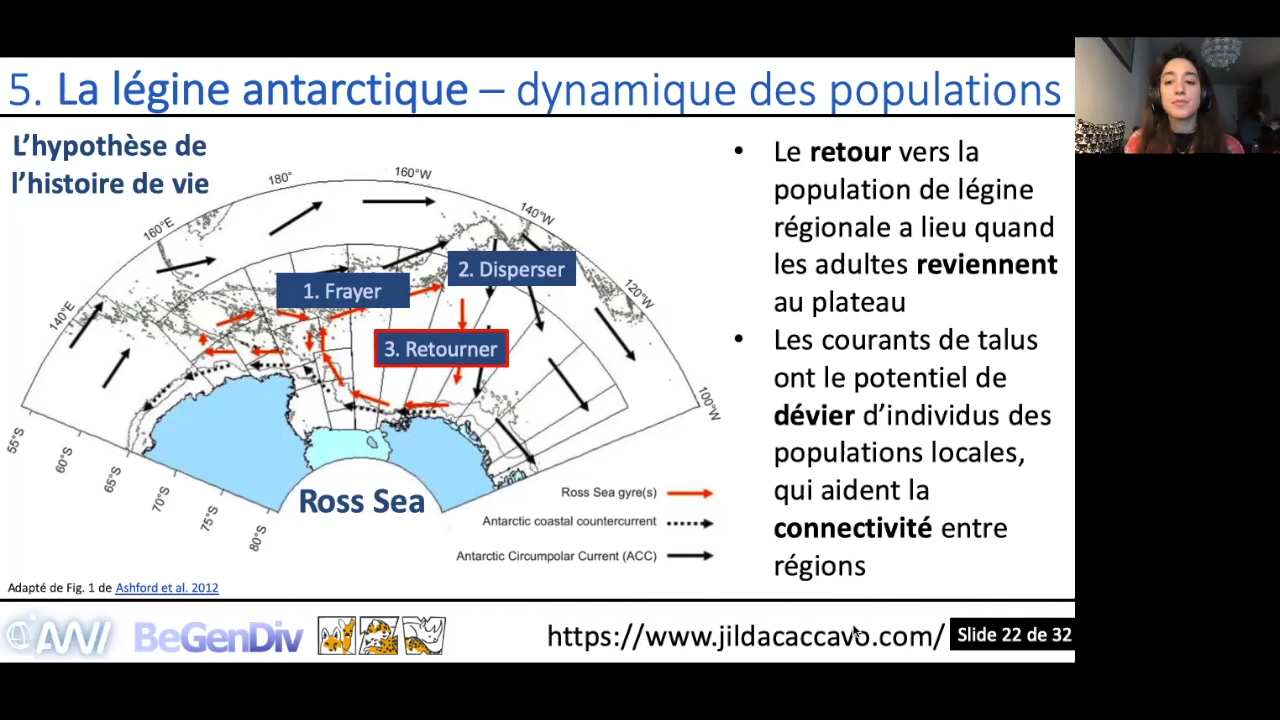 5. La légine antarctique – dynamique des populations
L’hypothèse de
l’histoire de vie
180°
160°W
160°E
140°W
140°E
120°W
100°W
1. Frayer
2. Disperser
3. Retourner
55°S
60°S
65°S
70°S
75°S
80°S
Ross Sea
Ross Sea gyre(s)
Antarctic coastal countercurrent
Antarctic Circumpolar Current (ACC)
Adapté de Fig. 1 de Ashford et al. 2012
• Le retour vers la
population de légine
régionale a lieu quand
les adultes reviennent
au plateau
• Les courants de talus
ont le potentiel de
dévier d’individus des
populations locales,
qui aident la
connectivité entre
régions
AWI
BeGenDiv
https://www.jildacaccavo.com/
Slide 22 de 32